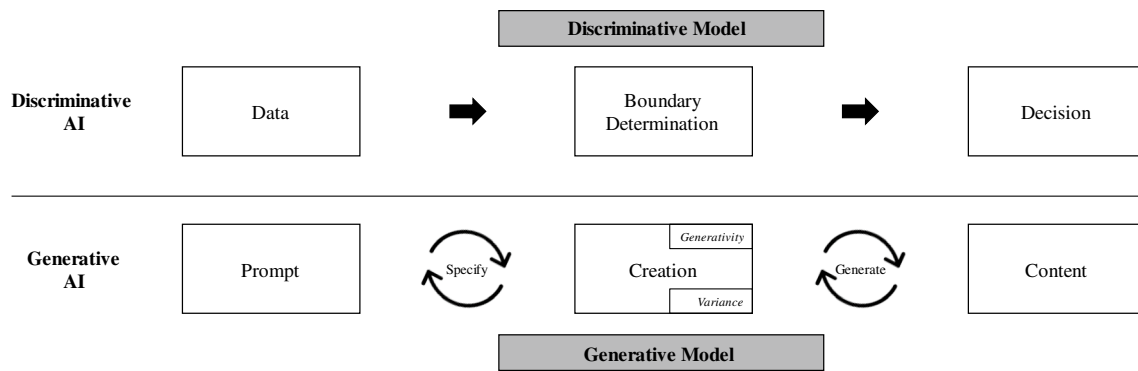 Discriminative Model
Discriminative
AI
Data
Boundary
Determination
Decision
Generative
AI
Prompt
Specify
Generativity
Creation
Variance
Generate
Content
Generative Model